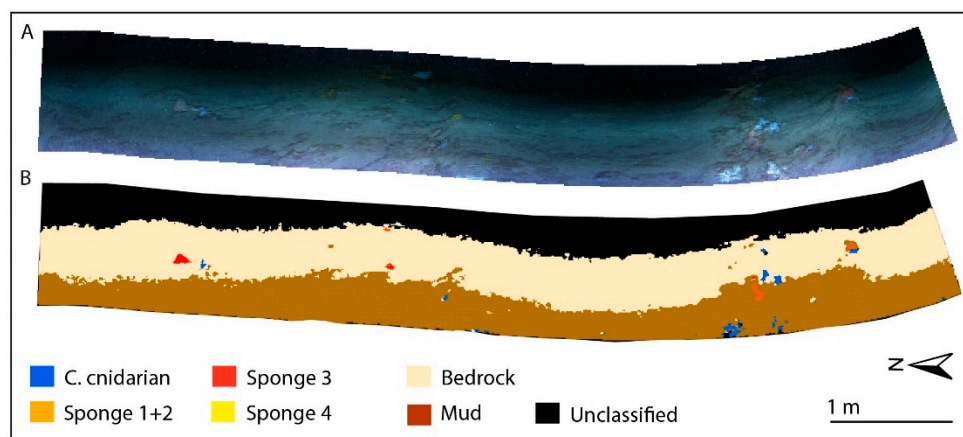 A
B
C. cnidarian
Sponge 3
Bedrock
N
Sponge 1+2
Sponge 4
Mud
Unclassified
1 m